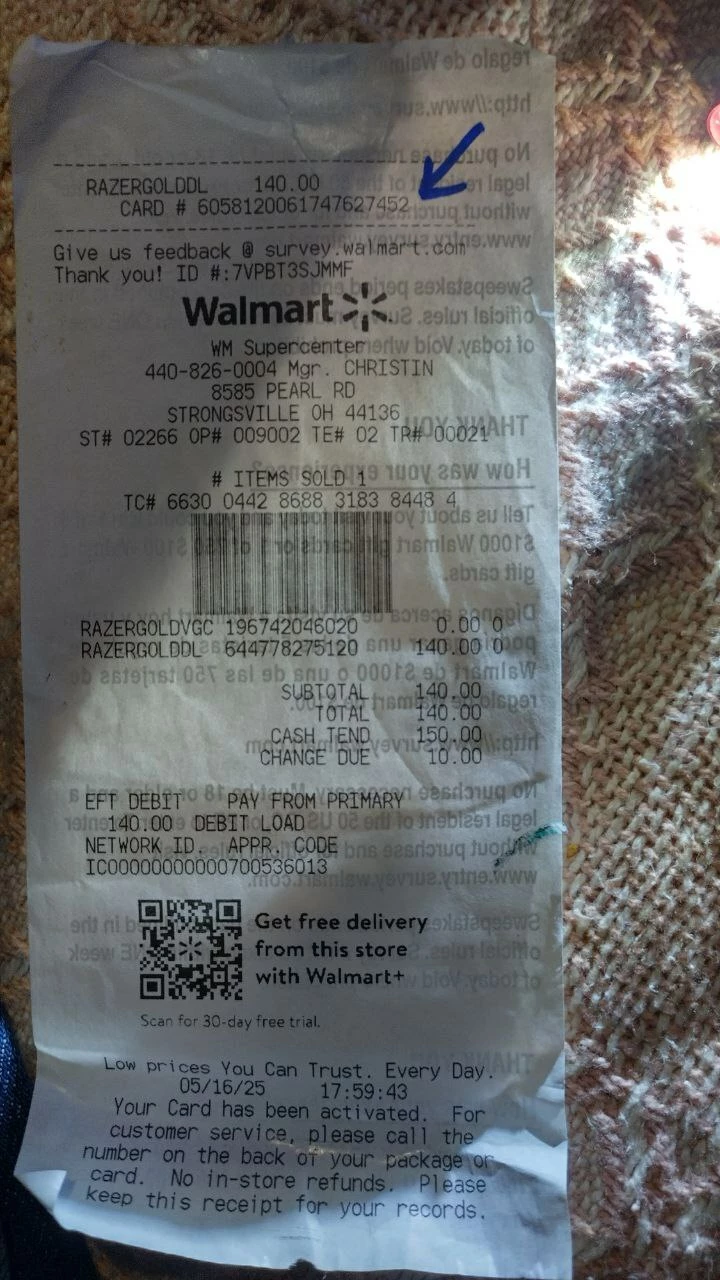 RAZERGOLDDL 140.00
CARD # 6058120061747627452
Give us feedback @ survey.walmart.com
Thank you! ID #:7VPBT3SJMMF
Walmart
WM Supercenter
440-826-0004 Mgr. CHRISTIN
8585 PEARL RD
STRONGSVILLE OH 44136
ST# 02266 OP# 009002 TE# 02 TR# 00021
# ITEMS SOLD 1
TC# 6630 0442 8688 3183 8448 4
RAZERGOLDVGC 196742046020 0.00 O
RAZERGOLDDL 644778275120 140.00 O
SUBTOTAL 140.00
TOTAL 140.00
CASH TEND 150.00
CHANGE DUE 10.00
EFT DEBIT PAY FROM PRIMARY
140.00 DEBIT LOAD
NETWORK ID. APPR. CODE
IC00000000000700536013
Get free delivery
from this store
with Walmart+
Scan for 30-day free trial.
Low prices You Can Trust. Every Day.
05/16/25 17:59:43
Your Card has been activated. For
customer service, please call the
number on the back of your package or
card. No in-store refunds. Please
keep this receipt for your records.